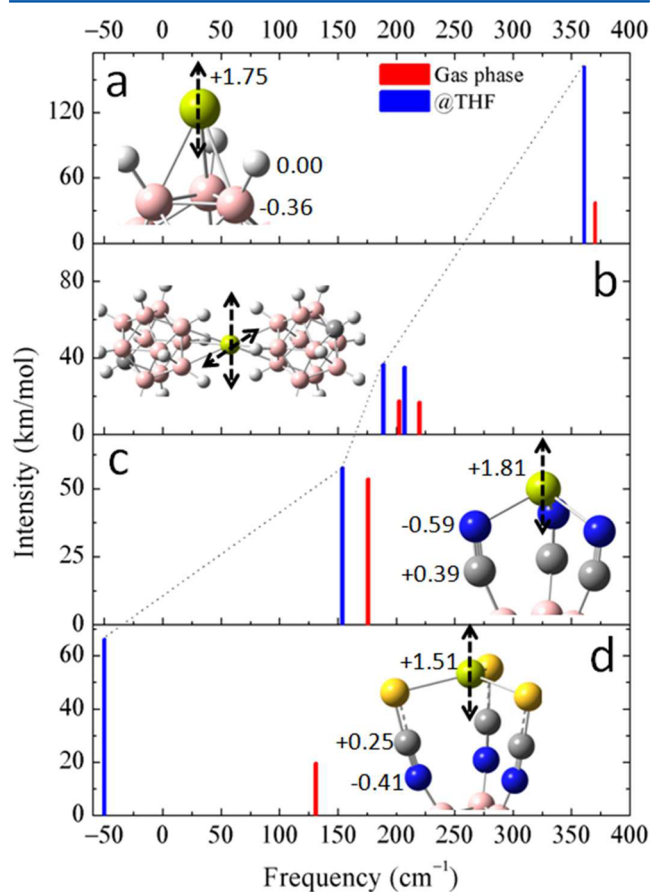 −50 0 50 100 150 200 250 300 350 400
a
+1.75
Gas phase
@THF
0.00
-0.36
120
60
0
b
80
40
0
c
+1.81
-0.59
+0.39
50
25
0
d
+1.51
+0.25
-0.41
60
40
20
0
Intensity (km/mol)
−50 0 50 100 150 200 250 300 350 400
Frequency (cm⁻¹)